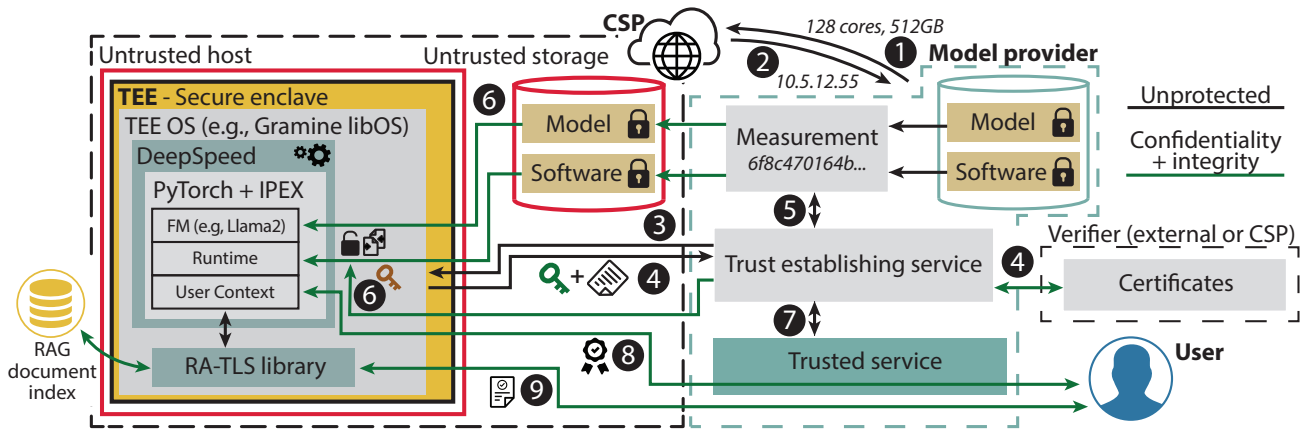 CSP
128 cores, 512GB
1
2
10.5.12.55
Untrusted host
Untrusted storage
Model provider
TEE - Secure enclave
TEE OS (e.g., Gramine libOS)
DeepSpeed
PyTorch + IPEX
FM (e.g, Llama2)
Runtime
User Context
RA-TLS library
RAG
document
index
6
Model
Software
Measurement
6f8c470164b...
Model
Software
Unprotected
Confidentiality
+ integrity
3
5
6
+
4
Trust establishing service
4
Verifier (external or CSP)
Certificates
7
Trusted service
8
9
User